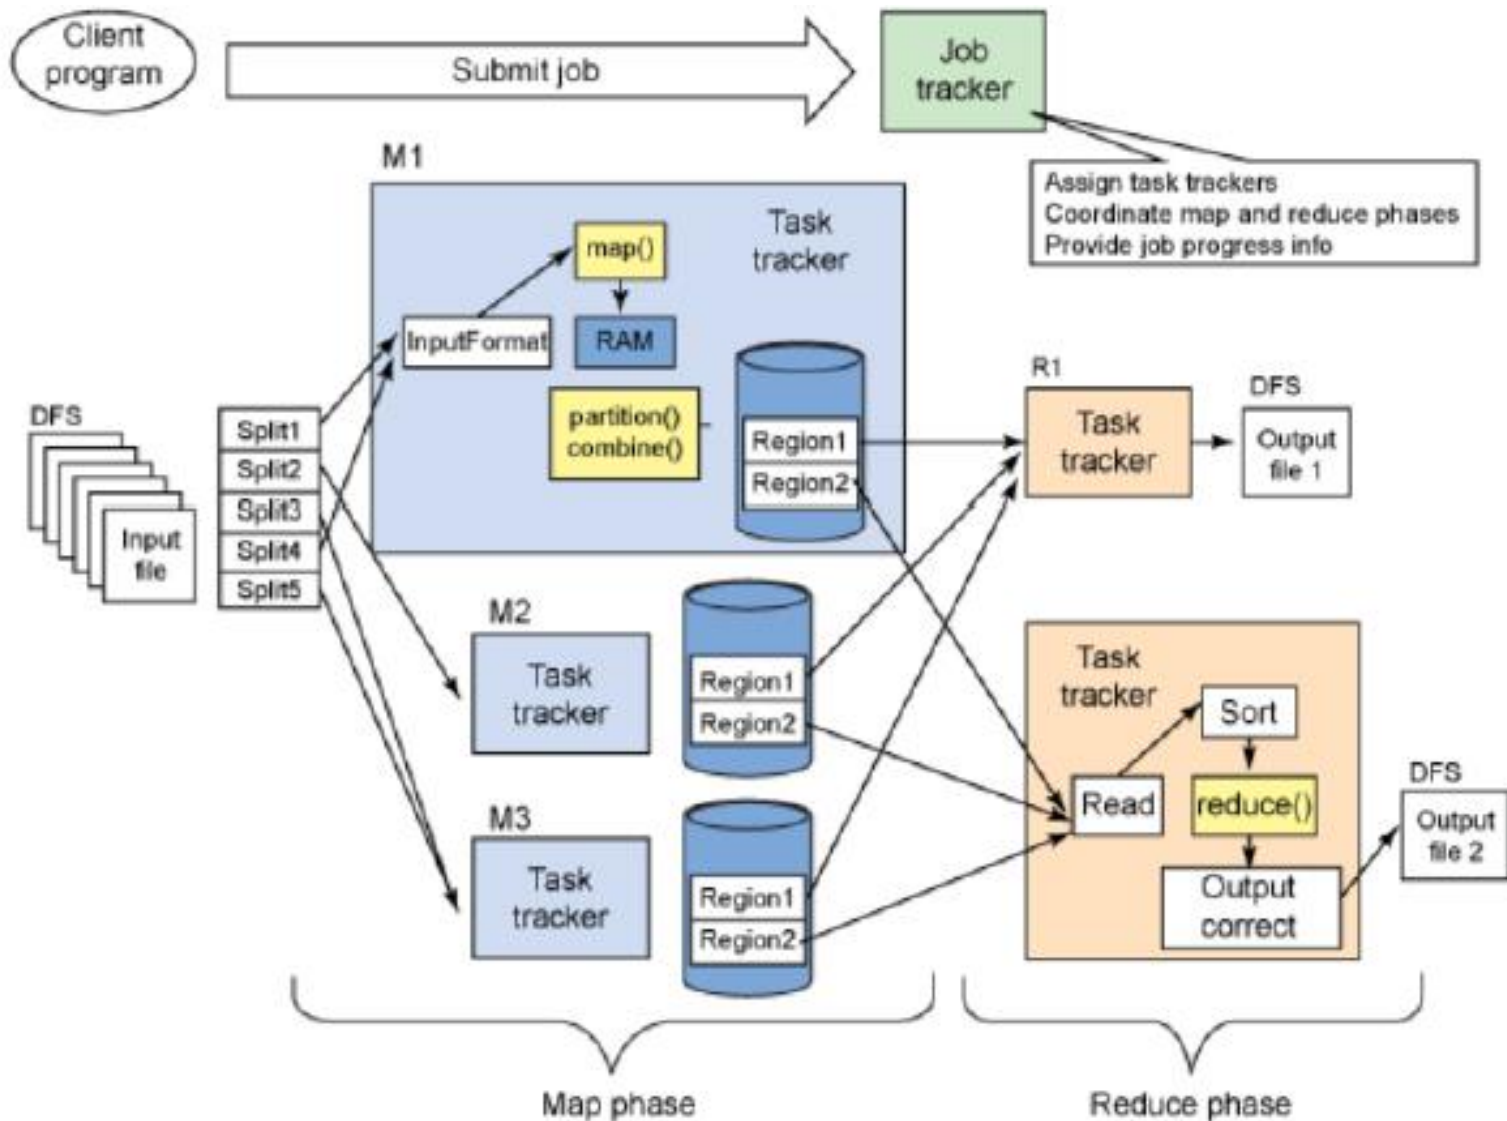 Client
program
Submit job
Job
tracker
Assign task trackers
Coordinate map and reduce phases
Provide job progress info
M1
Task
tracker
map()
InputFormat
RAM
partition()
combine()
Region1
Region2
DFS
Input
file
Split1
Split2
Split3
Split4
Split5
M2
Task
tracker
Region1
Region2
M3
Task
tracker
Region1
Region2
R1
Task
tracker
DFS
Output
file 1
Task
tracker
Sort
Read
reduce()
Output
correct
DFS
Output
file 2
Map phase
Reduce phase